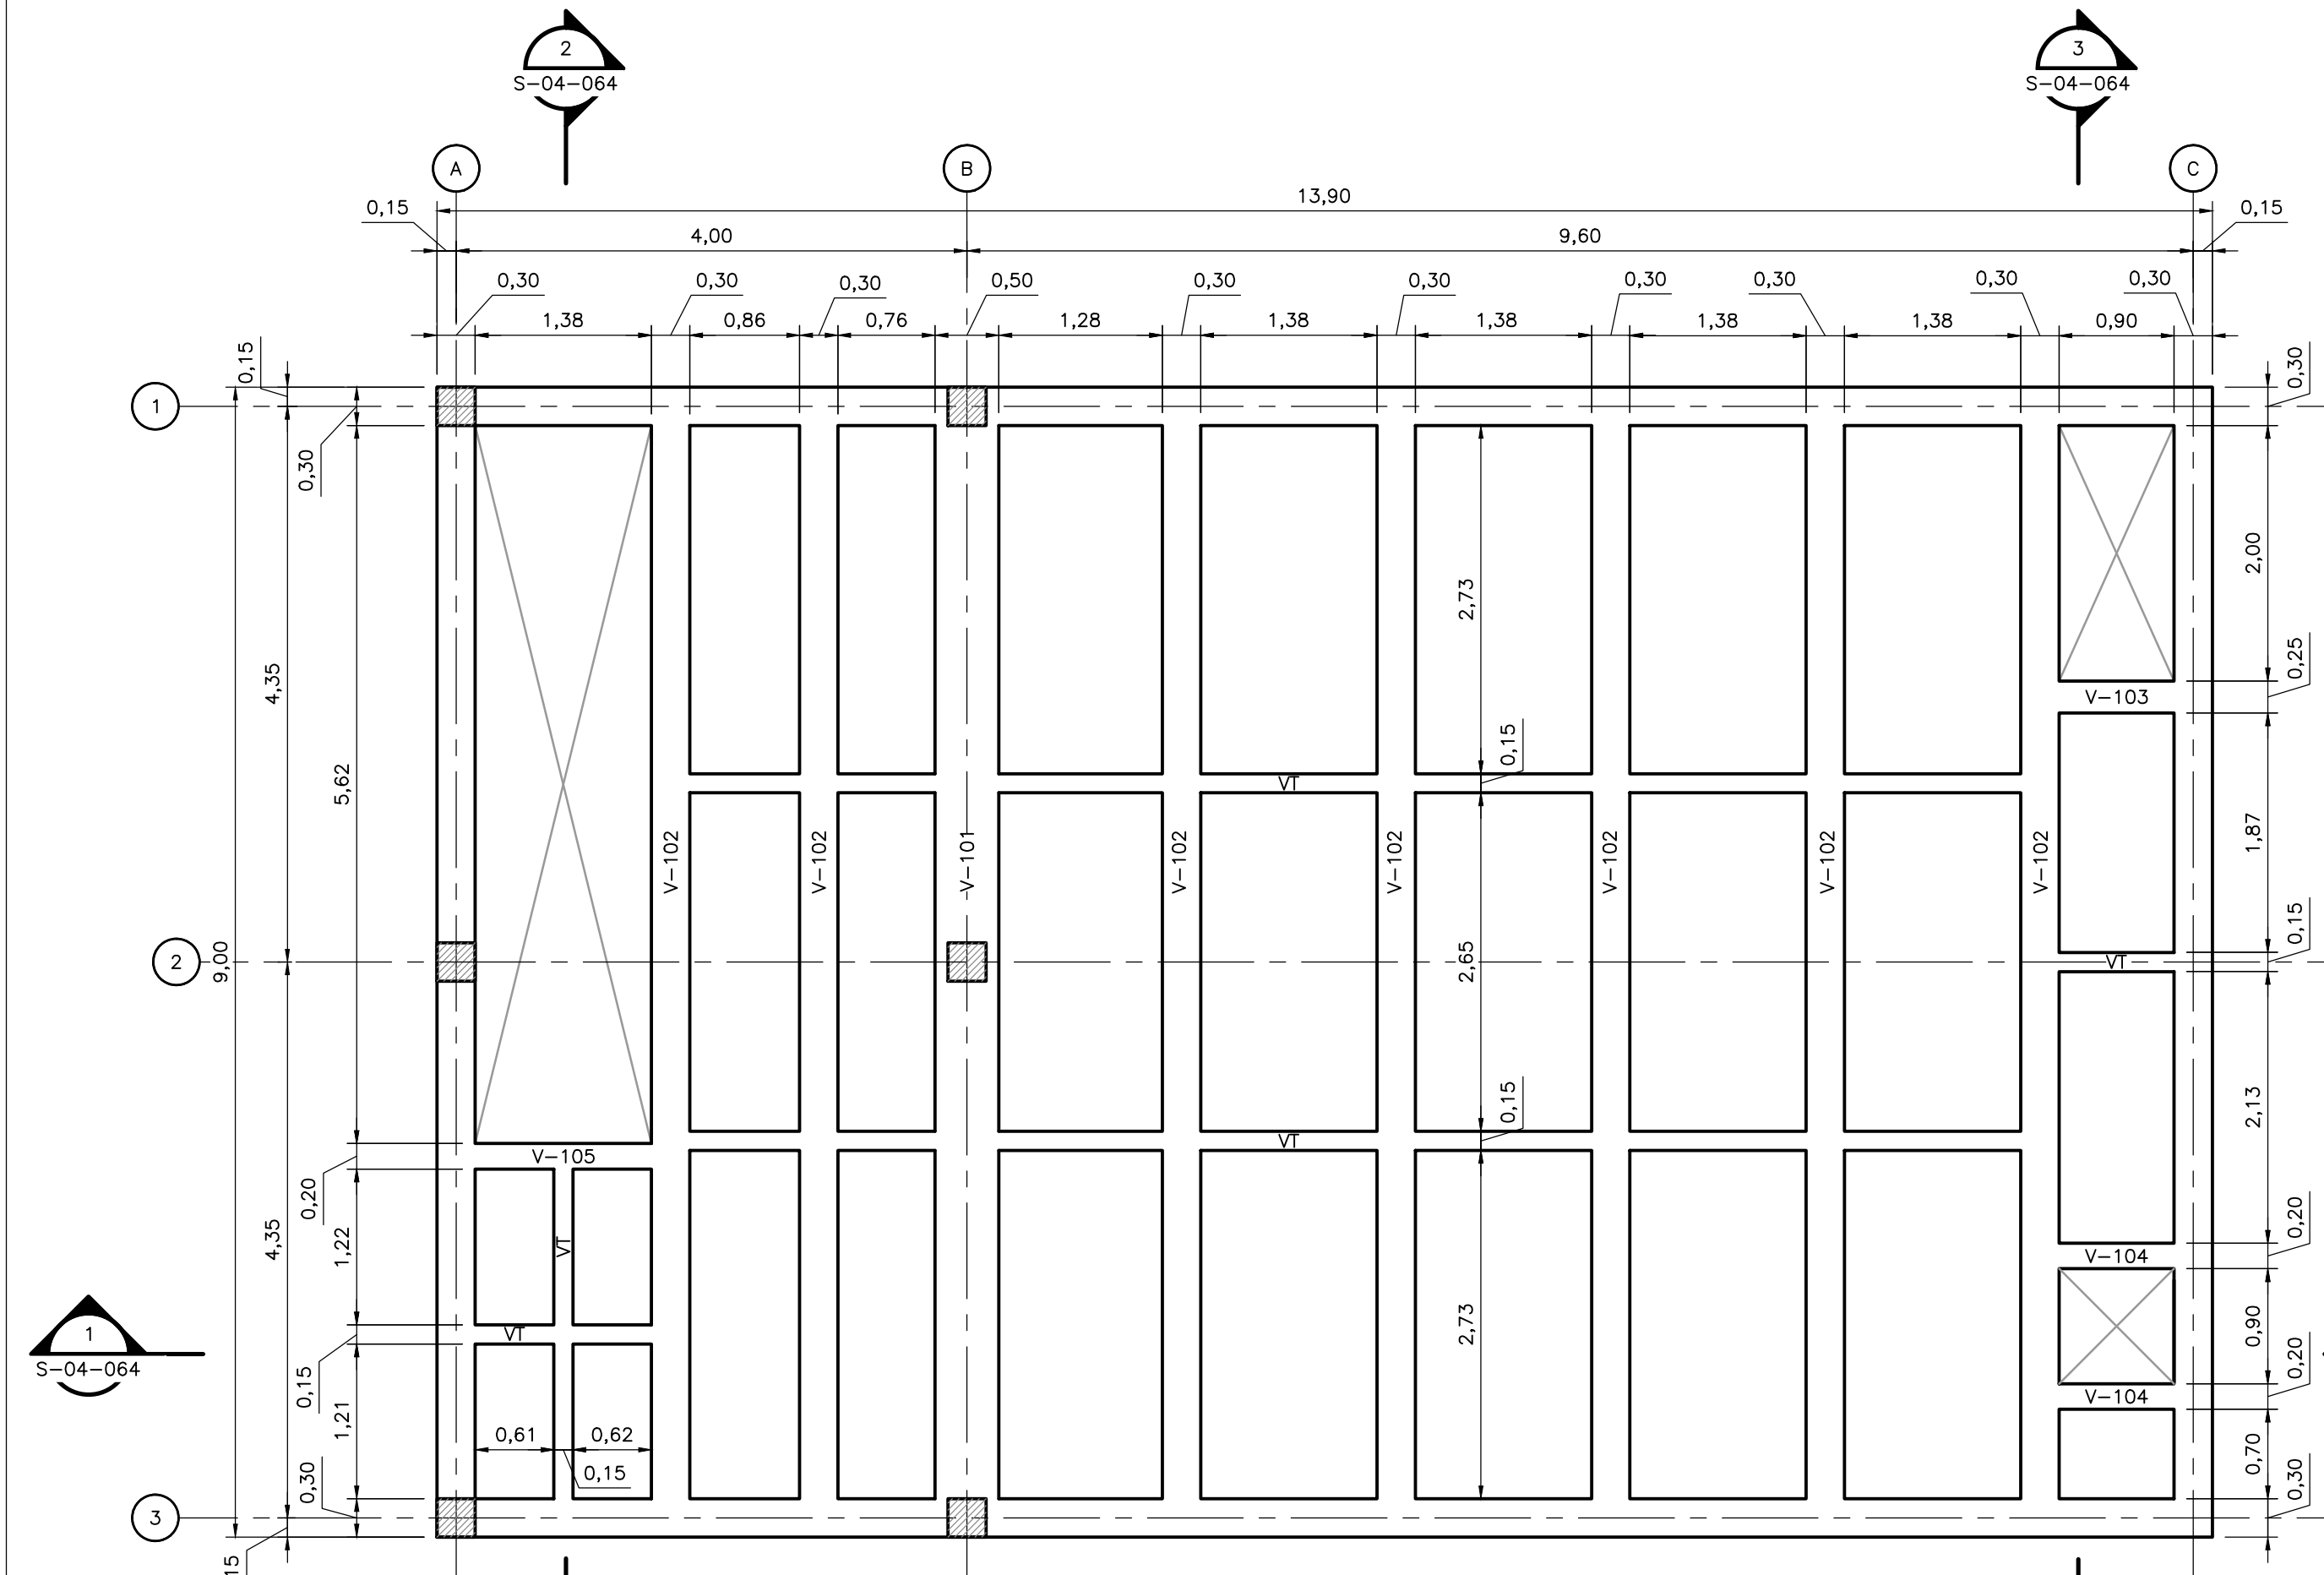 2
S-04-064
3
S-04-064
A
B
C
13,90
0,15
4,00
9,60
0,15
0,30
0,30
0,30
0,50
0,30
0,30
0,30
0,30
0,30
0,30
1,38
0,86
0,76
1,28
1,38
1,38
1,38
1,38
0,90
0,15
0,30
1
0,30
4,35
5,62
2,73
2,00
0,25
V-103
0,15
VT
V-102
V-102
V-101
V-102
V-102
V-102
V-102
V-102
1,87
0,15
2
9,00
2,65
VT
0,15
2,13
VT
V-105
0,20
1,22
4,35
VT
0,20
V-104
VT
1
S-04-064
0,15
1,21
2,73
0,90
0,20
V-104
0,61
0,62
0,15
0,30
0,70
0,30
3
15